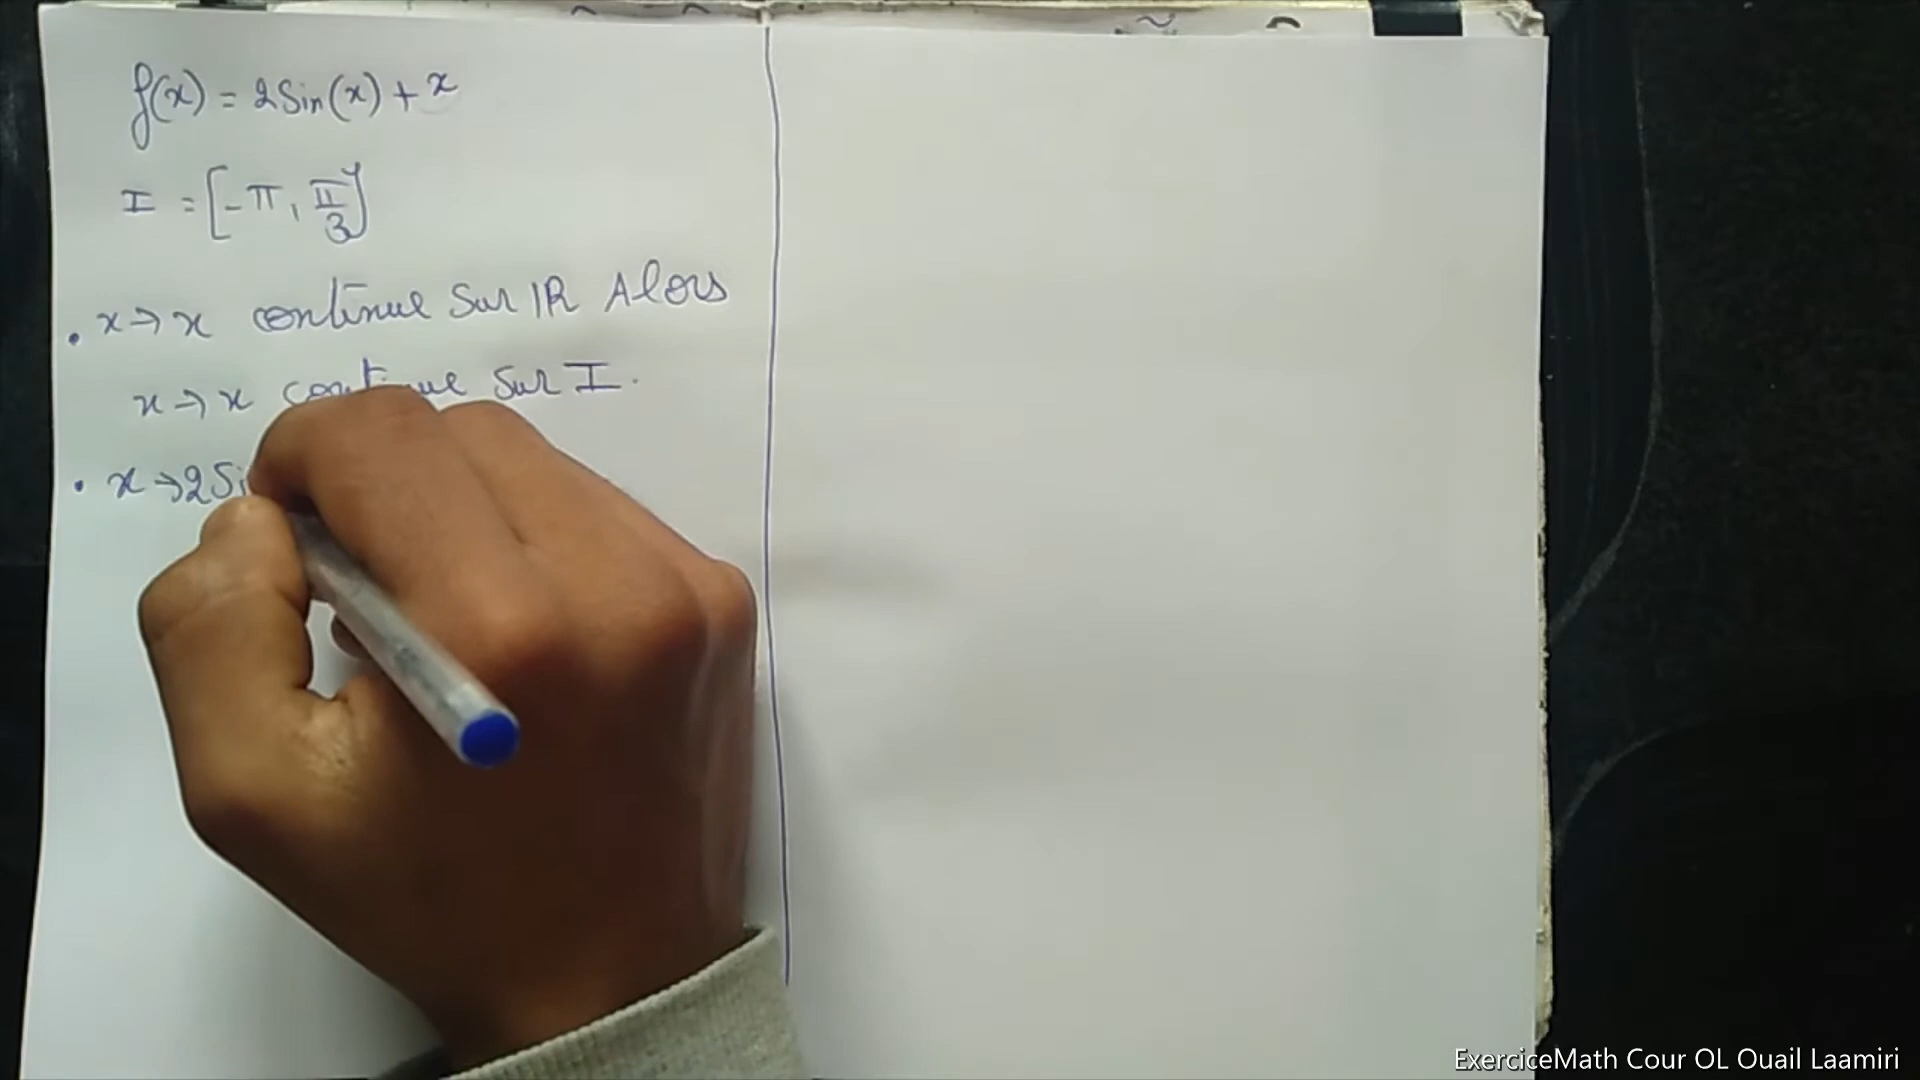 f(x) = 2Sin(x) + x
I = [-π, π/3]
. x → x continue Sur IR Alors
x → x continue Sur I.
. x → 2Si
ExerciceMath Cour OL Ouail Laamiri